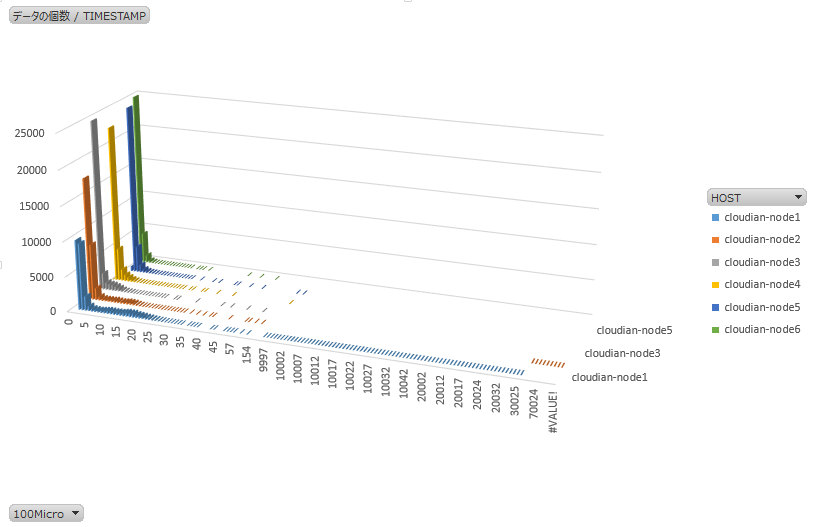 データの個数 / TIMESTAMP
25000
20000
15000
10000
5000
0
0
5
10
15
20
25
30
35
40
45
57
154
9997
10002
10007
10012
10017
10022
10027
10032
10042
20002
20012
20017
20024
20032
30025
70024
#VALUE!
cloudian-node5
cloudian-node3
cloudian-node1
HOST
cloudian-node1
cloudian-node2
cloudian-node3
cloudian-node4
cloudian-node5
cloudian-node6
100Micro